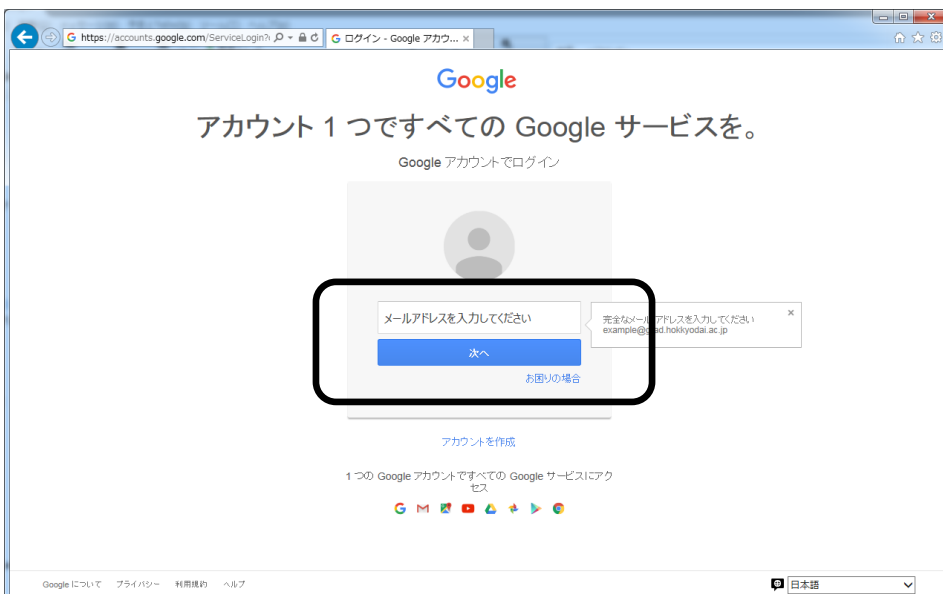 https://accounts.google.com/ServiceLogin?
ログイン - Google アカウ... ×
Google
アカウント 1 つですべての Google サービスを。
Google アカウントでログイン
メールアドレスを入力してください
完全なメールアドレスを入力してください
example@grad.hokkyodai.ac.jp
次へ
お困りの場合
アカウントを作成
1 つの Google アカウントですべての Google サービスにアク
セス
Google について プライバシー 利用規約 ヘルプ
日本語